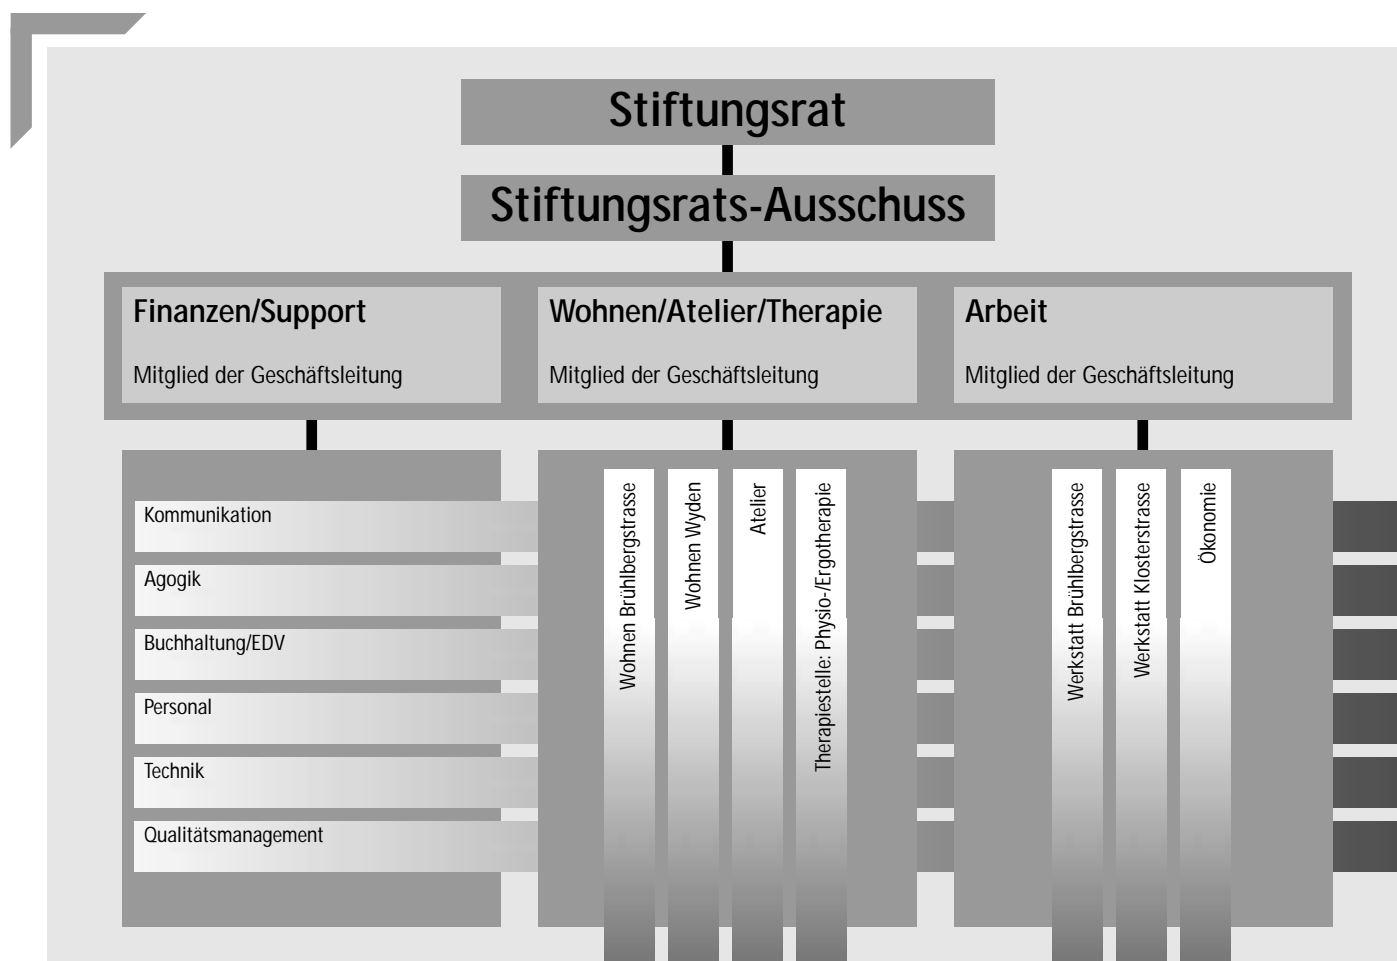 Stiftungsrat
Stiftungsrats-Ausschuss
Finanzen/Support
Mitglied der Geschäftsleitung
Wohnen/Atelier/Therapie
Mitglied der Geschäftsleitung
Arbeit
Mitglied der Geschäftsleitung
Kommunikation
Agogik
Buchhaltung/EDV
Personal
Technik
Qualitätsmanagement
Wohnen Brühlbergstrasse
Wohnen Wyden
Atelier
Therapiestelle: Physio-/Ergotherapie
Werkstatt Brühlbergstrasse
Werkstatt Klosterstrasse
Ökonomie